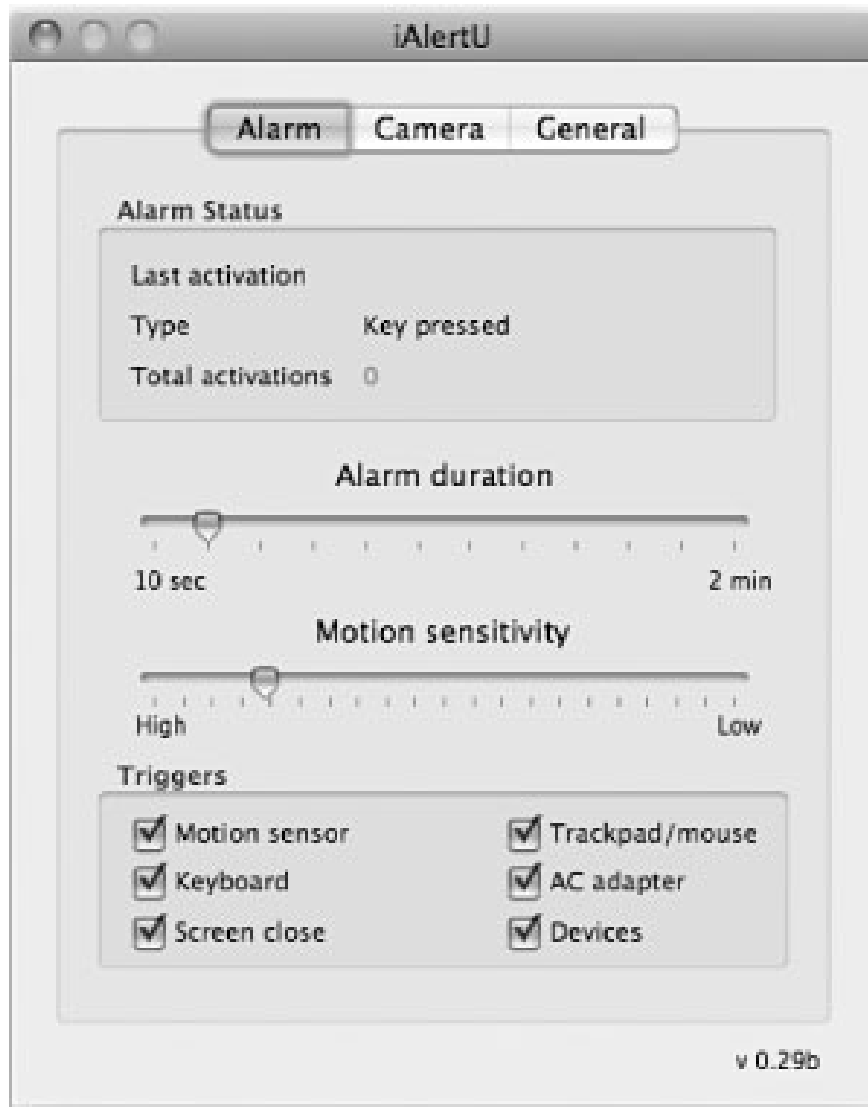 iAlertU
Alarm Camera General
Alarm Status
Last activation
Type Key pressed
Total activations 0
Alarm duration
10 sec 2 min
Motion sensitivity
High Low
Triggers
Motion sensor Trackpad/mouse
Keyboard AC adapter
Screen close Devices
v 0.29b